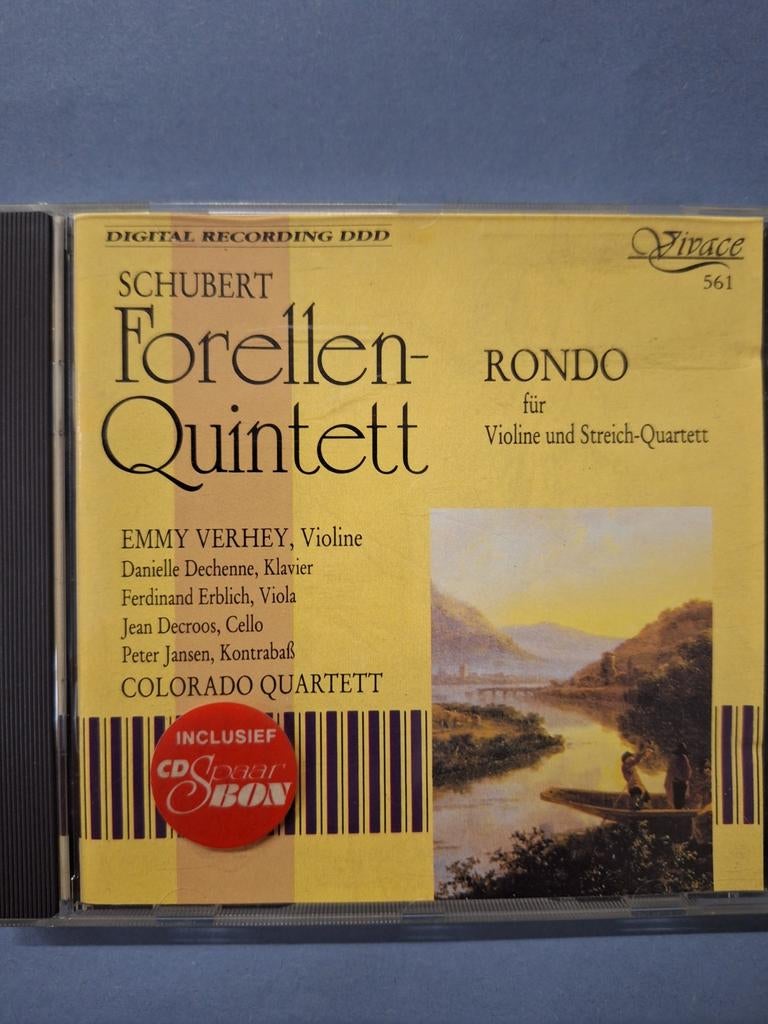 DIGITAL RECORDING DDD
Vivace
561
SCHUBERT
Forellen-
Quintett
RONDO
für
Violine und Streich-Quartett
EMMY VERHEY, Violine
Danielle Dechenne, Klavier
Ferdinand Erblich, Viola
Jean Decroos, Cello
Peter Jansen, Kontrabaß
COLORADO QUARTETT
INCLUSIEF
CD Spaar
BON